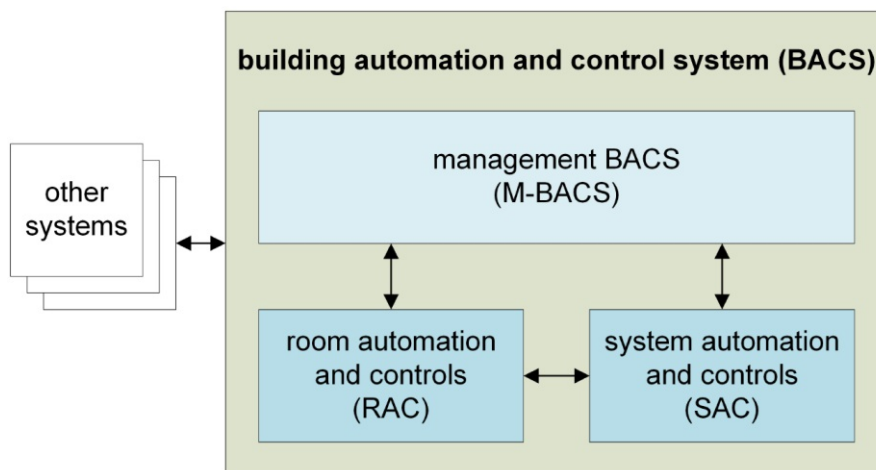 building automation and control system (BACS)
management BACS
(M-BACS)
other
systems
room automation
and controls
(RAC)
system automation
and controls
(SAC)